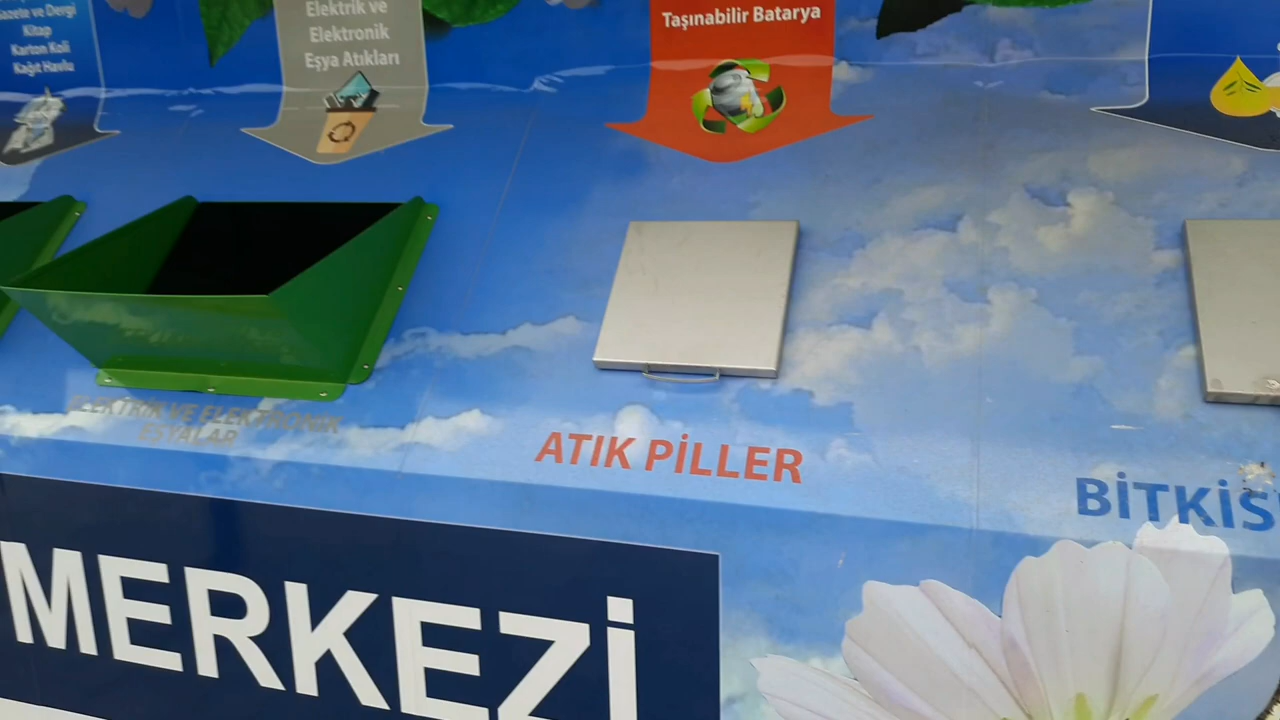 Gazete ve Dergi
Kitap
Karton Koli
Kağıt Havlu
Elektrik ve
Elektronik
Eşya Atıkları
Taşınabilir Batarya
ELEKTRİK VE ELEKTRONİK
EŞYALAR
ATIK PİLLER
BİTKİS
MERKEZİ